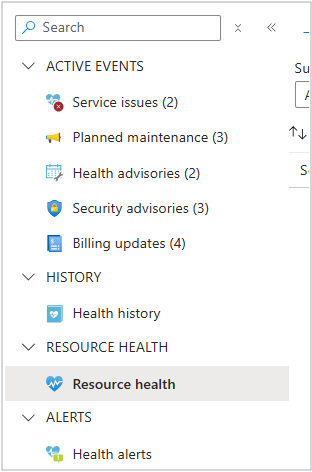 Search
Su
A
ACTIVE EVENTS
Service issues (2)
Planned maintenance (3)
Health advisories (2)
Security advisories (3)
Billing updates (4)
HISTORY
Health history
RESOURCE HEALTH
Resource health
ALERTS
Health alerts